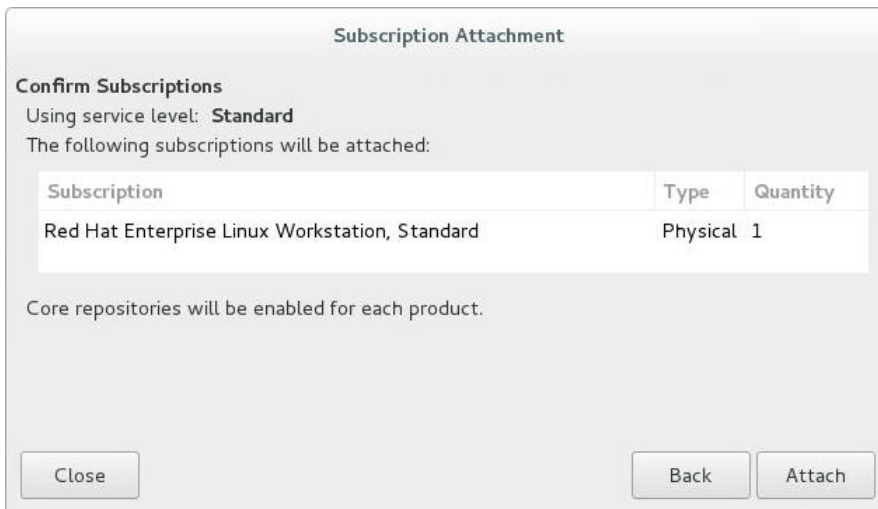 Subscription Attachment
Confirm Subscriptions
Using service level: Standard
The following subscriptions will be attached:
Subscription Type Quantity
Red Hat Enterprise Linux Workstation, Standard Physical 1
Core repositories will be enabled for each product.
Close Back Attach